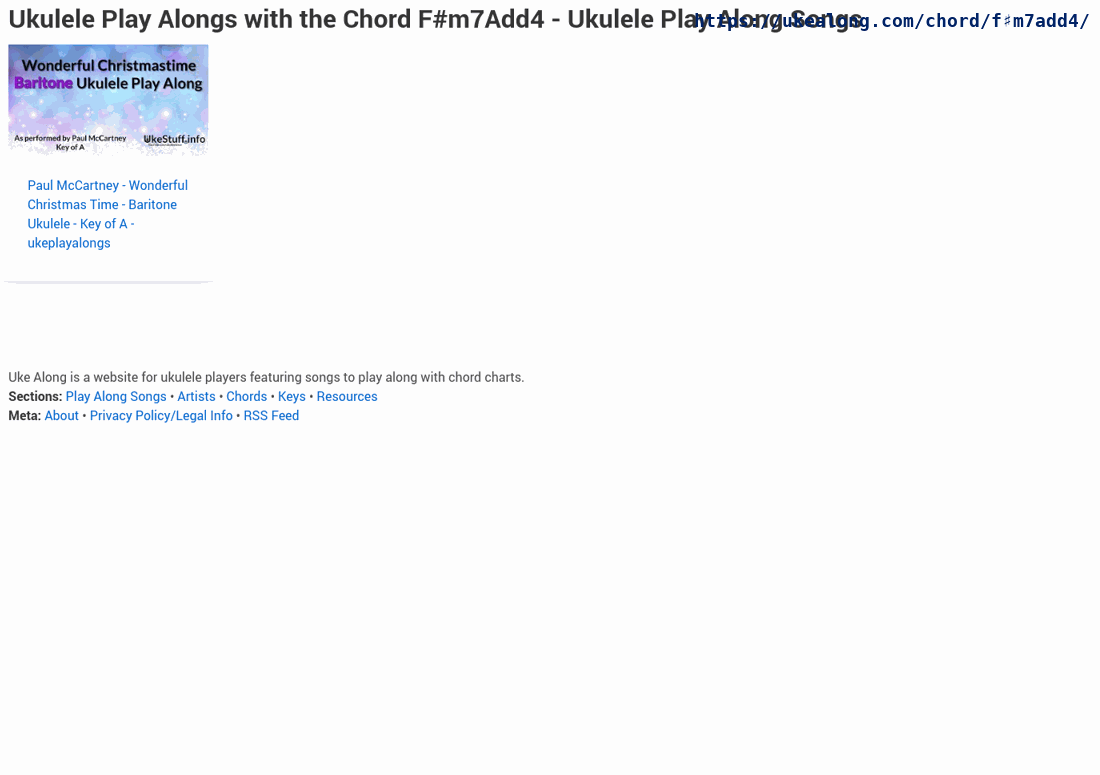 Ukulele Play Alongs with the Chord F#m7Add4 - Ukulele Play Along Songs
https://ukealong.com/chord/f♯m7add4/
Wonderful Christmastime
Baritone Ukulele Play Along
As performed by Paul McCartney
Key of A
UkeStuff.info
Paul McCartney - Wonderful
Christmas Time - Baritone
Ukulele - Key of A -
ukeplayalongs
Uke Along is a website for ukulele players featuring songs to play along with chord charts.
Sections: Play Along Songs • Artists • Chords • Keys • Resources
Meta: About • Privacy Policy/Legal Info • RSS Feed